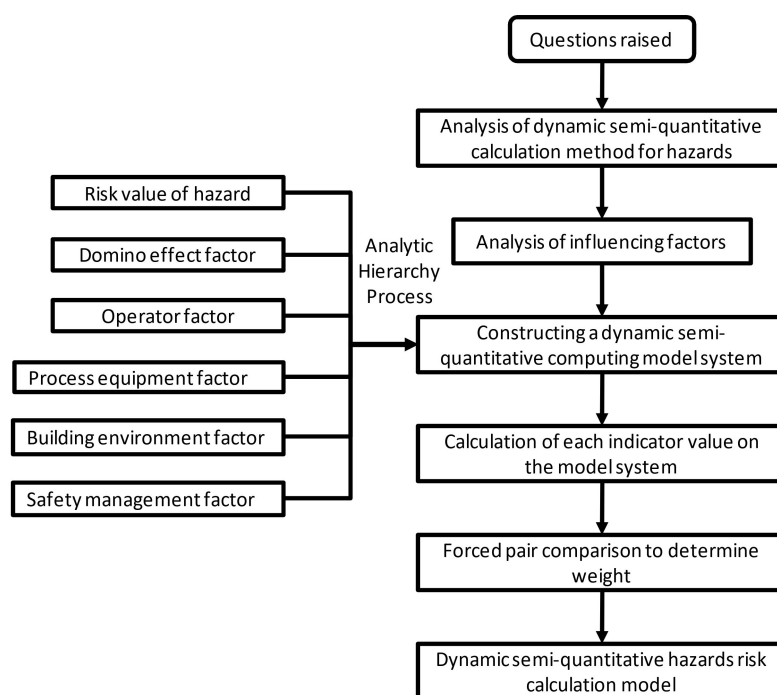 Questions raised
Analysis of dynamic semi-quantitative
calculation method for hazards
Analysis of influencing factors
Risk value of hazard
Domino effect factor
Operator factor
Process equipment factor
Building environment factor
Safety management factor
Analytic
Hierarchy
Process
Constructing a dynamic semi-
quantitative computing model system
Calculation of each indicator value on
the model system
Forced pair comparison to determine
weight
Dynamic semi-quantitative hazards risk
calculation model